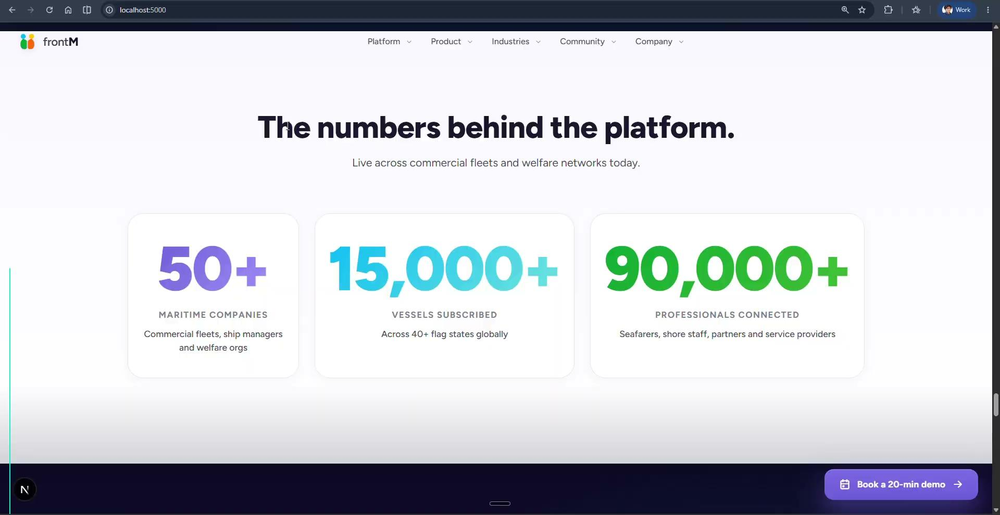 localhost:5000
Work
frontM
Platform
Product
Industries
Community
Company
The numbers behind the platform.
Live across commercial fleets and welfare networks today.
50+
MARITIME COMPANIES
Commercial fleets, ship managers
and welfare orgs
15,000+
VESSELS SUBSCRIBED
Across 40+ flag states globally
90,000+
PROFESSIONALS CONNECTED
Seafarers, shore staff, partners and service providers
N
Book a 20-min demo